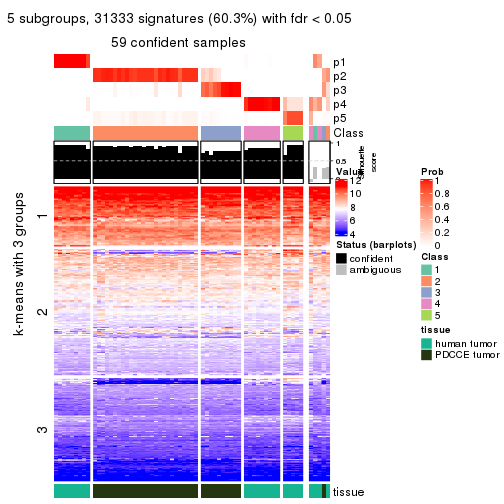 5 subgroups, 31333 signatures (60.3%) with fdr < 0.05
59 confident samples
p1
p2
p3
p4
p5
Class
1
0.5
0
silhouette
score
k-means with 3 groups
1
2
3
tissue
Value
12
10
8
6
4
Status (barplots)
confident
ambiguous
Prob
1
0.8
0.6
0.4
0.2
0
Class
1
2
3
4
5
tissue
human tumor
PDCCE tumor